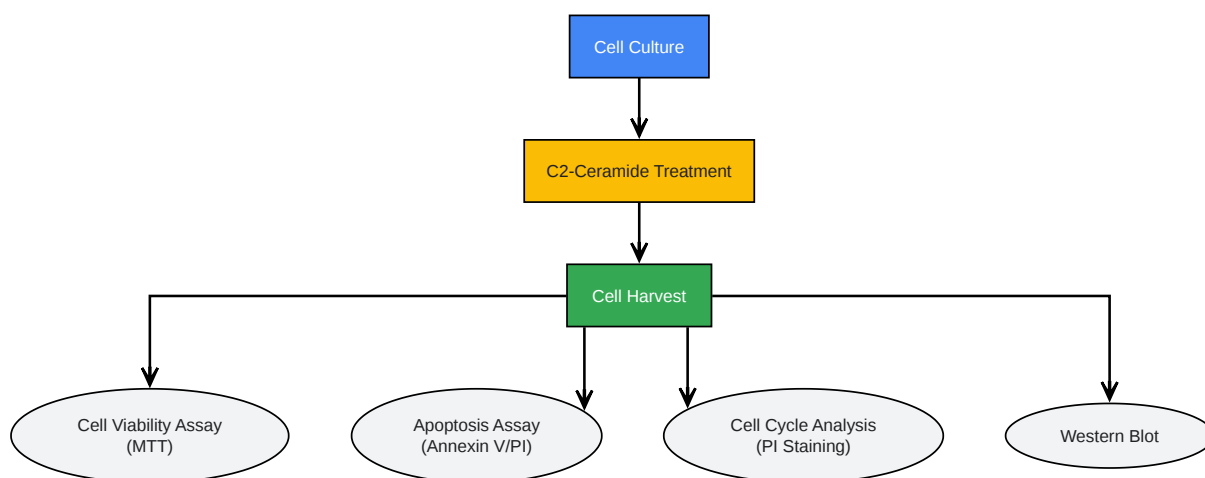 Cell Culture
C2-Ceramide Treatment
Cell Harvest
Cell Viability Assay
(MTT)
Apoptosis Assay
(Annexin V/PI)
Cell Cycle Analysis
(PI Staining)
Western Blot